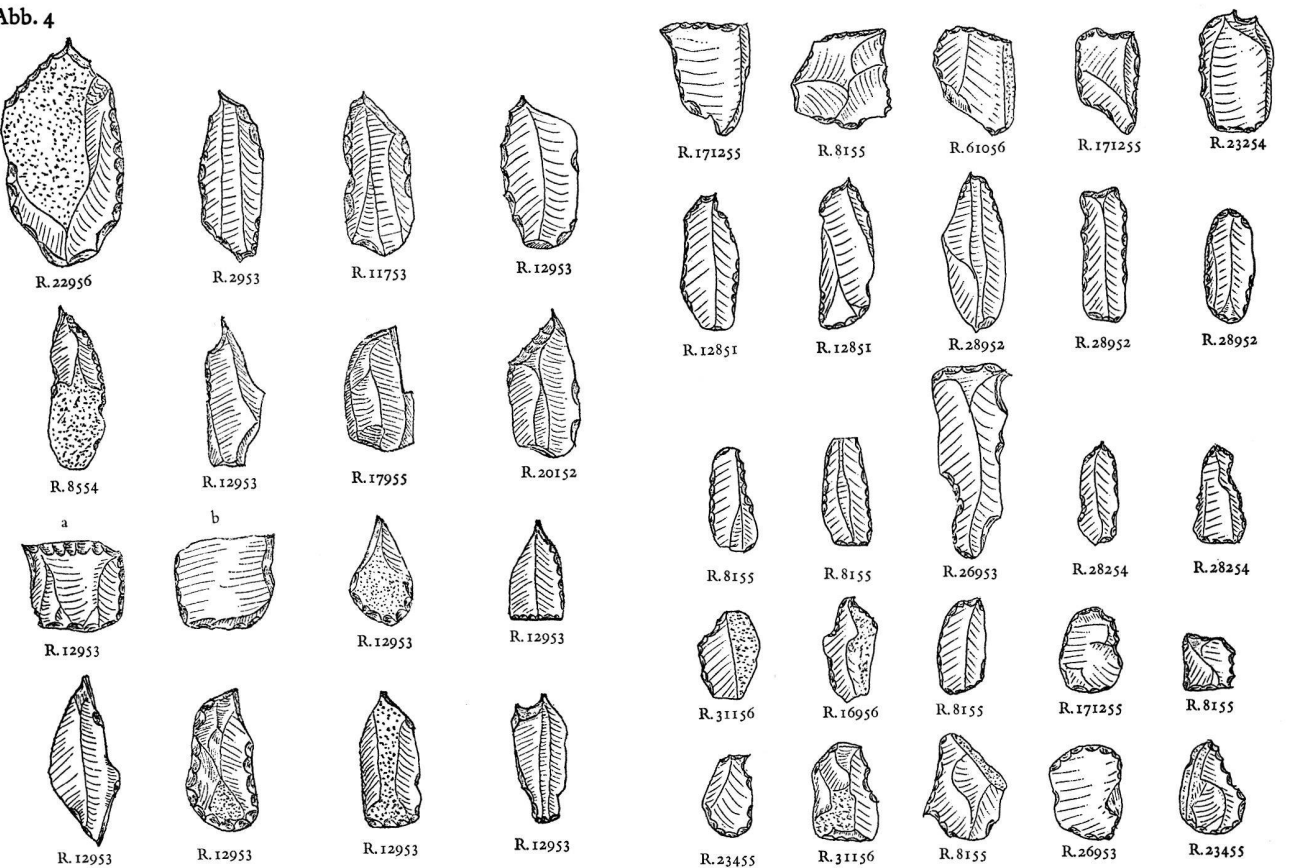 Abb. 4
R.22956 R.2953 R.11753 R.12953
R.8554 R.12953 R.17955 R.20152
a b
R.12953 R.12953 R.12953
R.12953 R.12953 R.12953 R.12953
R.171255 R.8155 R.61056 R.171255 R.23254
R.12851 R.12851 R.28952 R.28952 R.28952
R.8155 R.8155 R.26953 R.28254 R.28254
R.31156 R.16956 R.8155 R.171255 R.8155
R.23455 R.31156 R.8155 R.26953 R.23455